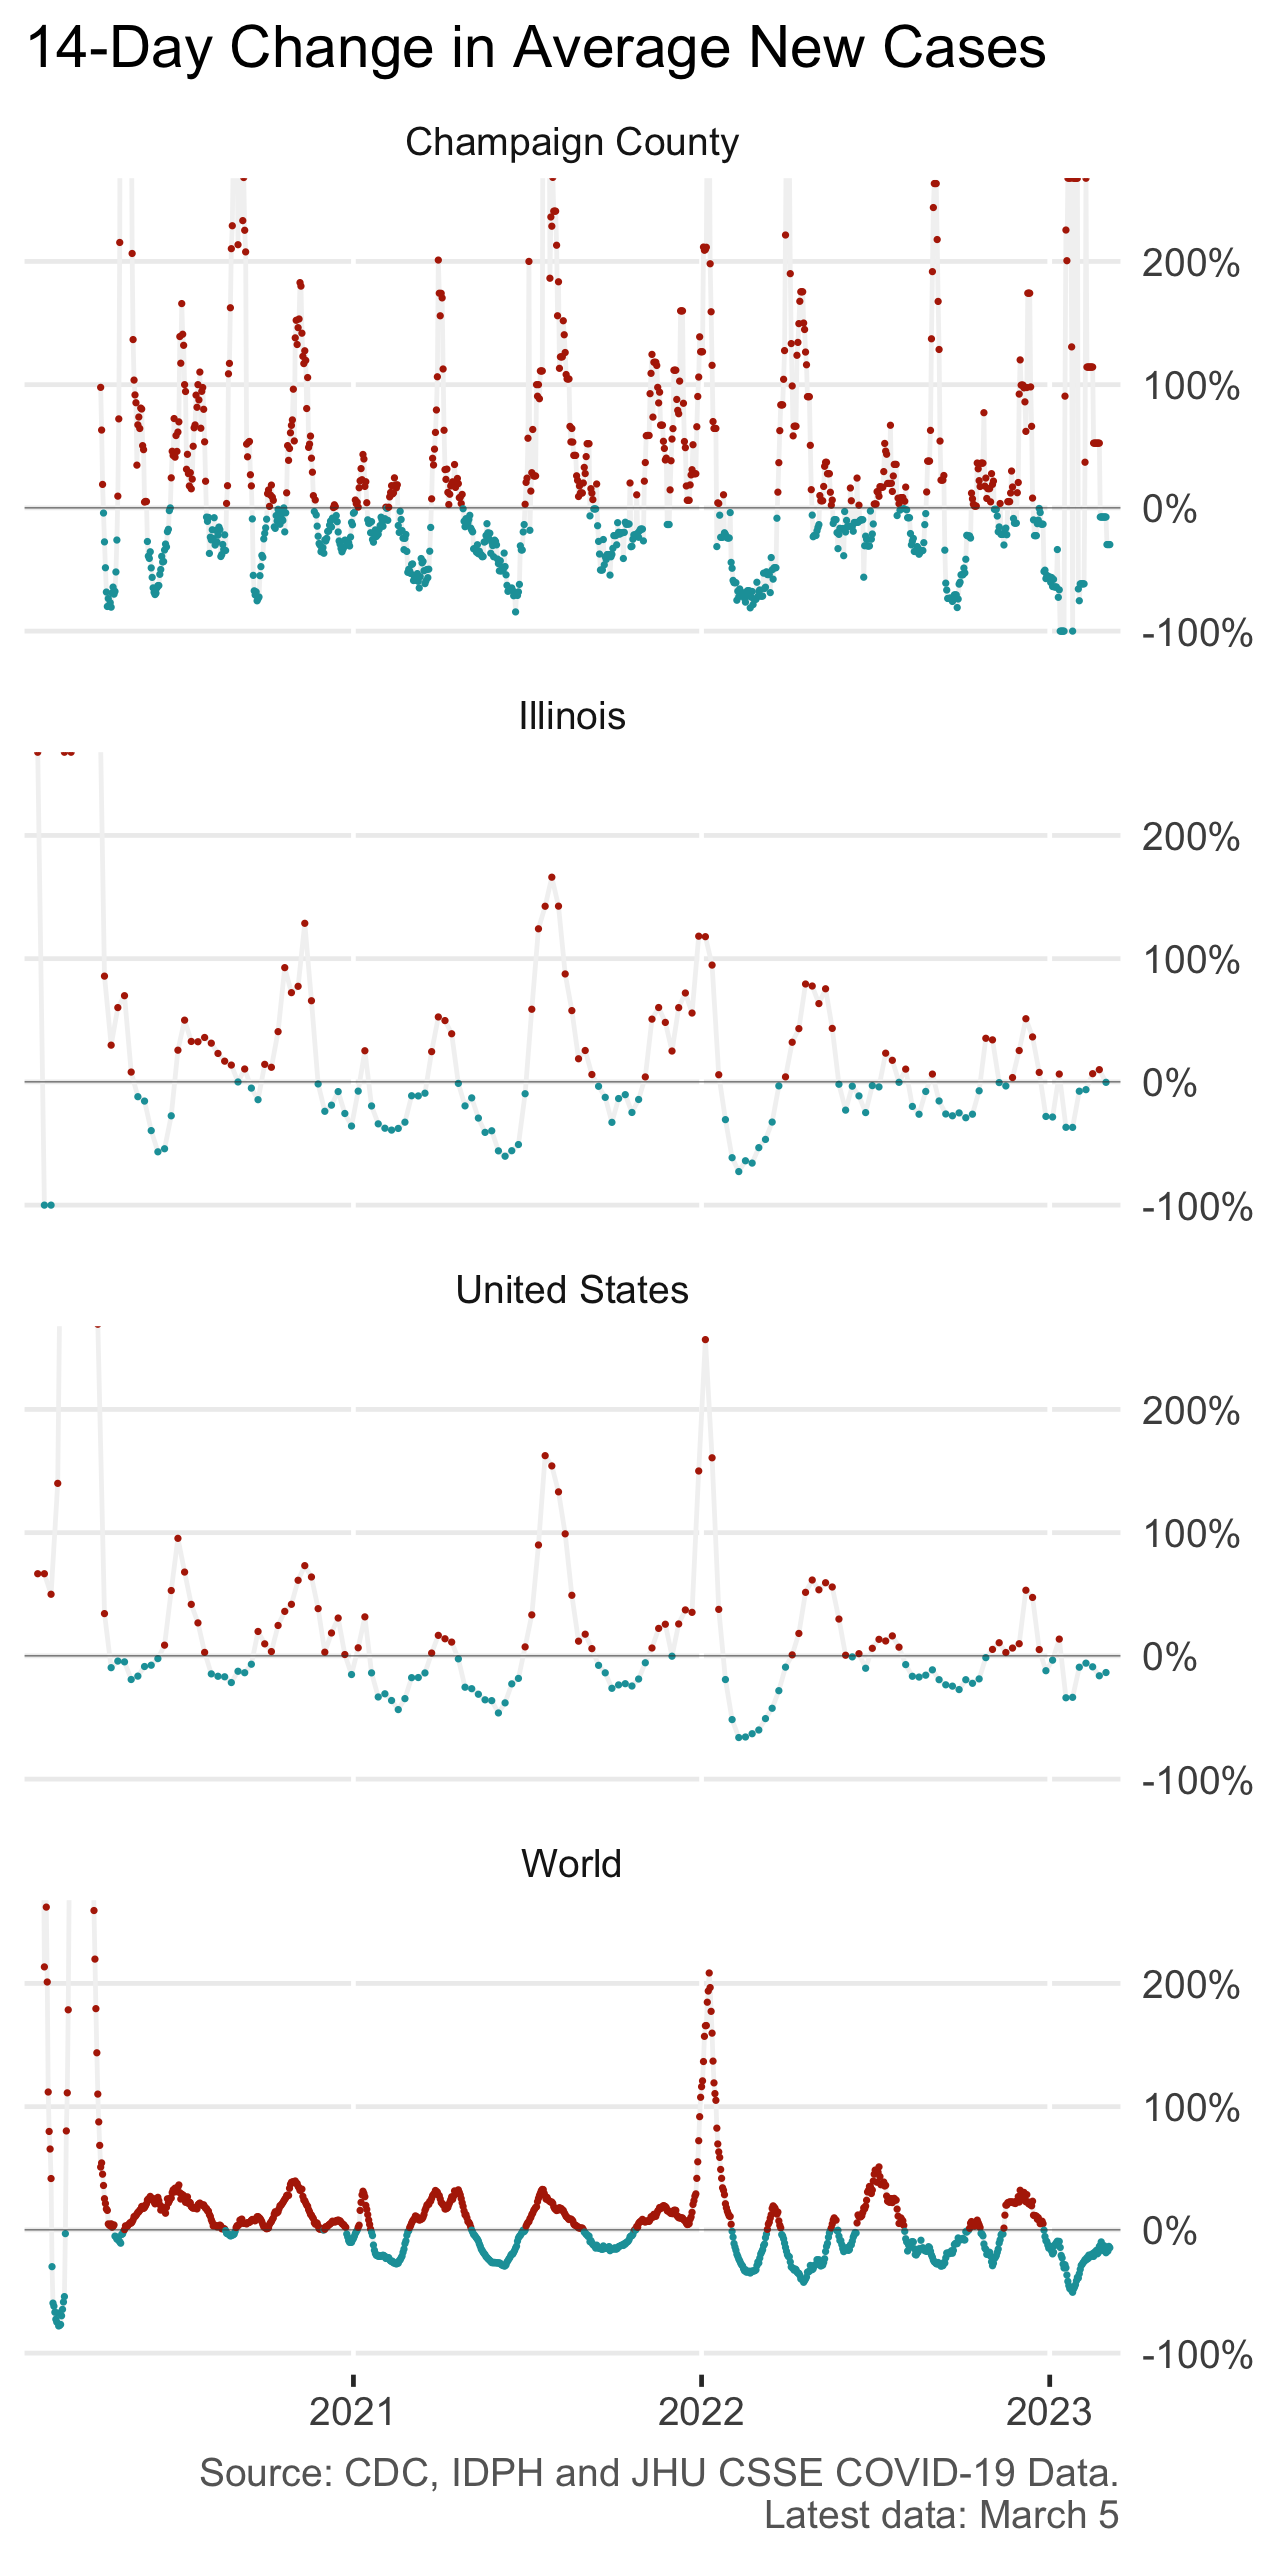 14-Day Change in Average New Cases
Champaign County
200%
100%
0%
-100%
Illinois
200%
100%
0%
-100%
United States
200%
100%
0%
-100%
World
200%
100%
0%
-100%
2021 2022 2023
Source: CDC, IDPH and JHU CSSE COVID-19 Data.
Latest data: March 5